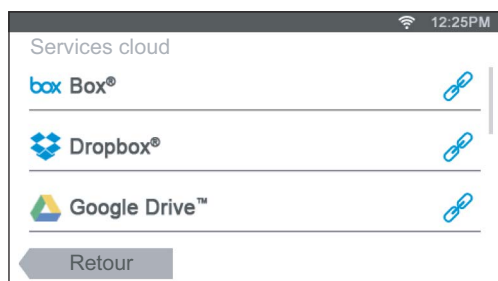 12:25PM
Services cloud
box Box®
Dropbox®
Google Drive™
Retour